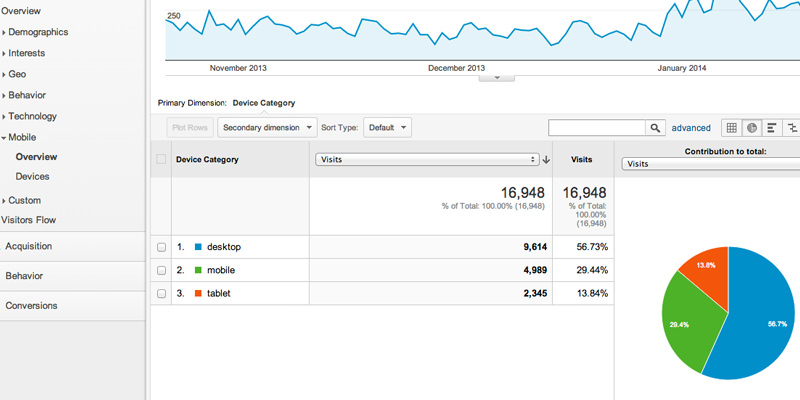 Overview
Demographics
Interests
Geo
Behavior
Technology
Mobile
Overview
Devices
Custom
Visitors Flow
Acquisition
Behavior
Conversions
250
November 2013 December 2013 January 2014
Primary Dimension: Device Category
Plot Rows Secondary dimension Sort Type: Default advanced
Device Category Visits Visits Contribution to total:
Visits
16,948 16,948
% of Total: 100.00% (16,948) % of Total:
100.00%
(16,948)
1. desktop 9,614 56.73%
2. mobile 4,989 29.44%
3. tablet 2,345 13.84%
13.8%
29.4% 56.7%